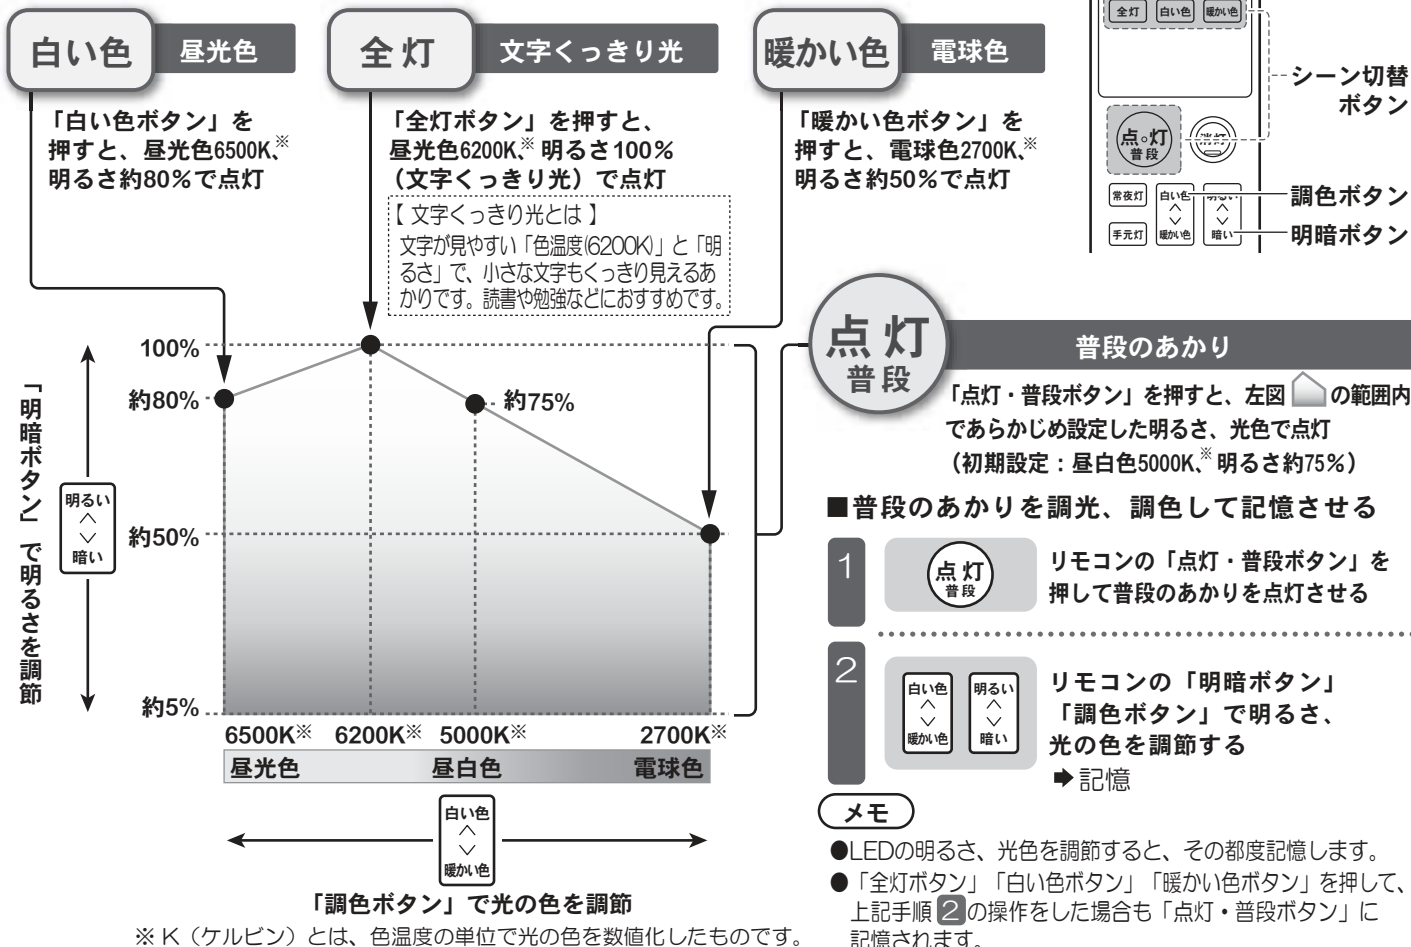 白い色 昼光色
「白い色ボタン」を
押すと、昼光色6500K、※
明るさ約80%で点灯
全灯 文字くっきり光
「全灯ボタン」を押すと、
昼光色6200K、※ 明るさ100%
(文字くっきり光)で点灯
【 文字くっきり光とは 】
文字が見やすい「色温度(6200K)」と「明
るさ」で、小さな文字もくっきり見えるあ
かりです。読書や勉強などにおすすめです。
暖かい色 電球色
「暖かい色ボタン」を
押すと、電球色2700K、※
明るさ約50%で点灯
全灯 白い色 暖かい色
シーン切替
ボタン
点灯
普段
消灯
常夜灯 白い色 明るい
調色ボタン
手元灯 暖かい色 暗い
明暗ボタン
「明暗ボタン」で明るさを調節
明るい
暗い
100%
約80%
約75%
約50%
約5%
6500K※ 6200K※ 5000K※ 2700K※
昼光色 昼白色 電球色
白い色
暖かい色
「調色ボタン」で光の色を調節
※ K(ケルビン)とは、色温度の単位で光の色を数値化したものです。
点灯
普段
普段のあかり
「点灯・普段ボタン」を押すと、左図 の範囲内
であらかじめ設定した明るさ、光色で点灯
(初期設定:昼白色5000K、※ 明るさ約75%)
■普段のあかりを調光、調色して記憶させる
1
点灯
普段
リモコンの「点灯・普段ボタン」を
押して普段のあかりを点灯させる
2
白い色
暖かい色
明るい
暗い
リモコンの「明暗ボタン」
「調色ボタン」で明るさ、
光の色を調節する
➡記憶
メモ
●LEDの明るさ、光色を調節すると、その都度記憶します。
●「全灯ボタン」「白い色ボタン」「暖かい色ボタン」を押して、
上記手順 2 の操作をした場合も「点灯・普段ボタン」に
記憶されます。